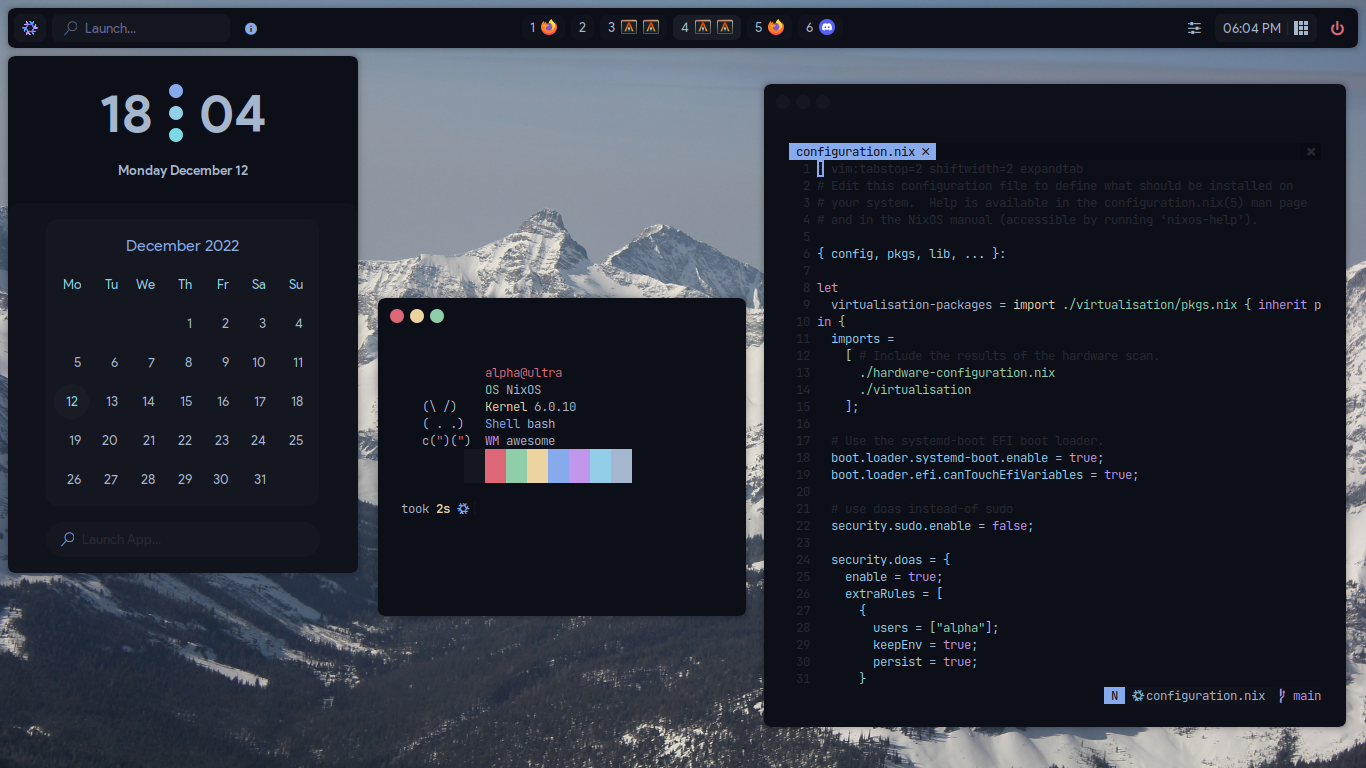 Launch...
1
2
3
4
5
6
06:04 PM
18 04
Monday December 12
December 2022
Mo Tu We Th Fr Sa Su
1 2 3 4
5 6 7 8 9 10 11
12 13 14 15 16 17 18
19 20 21 22 23 24 25
26 27 28 29 30 31
Launch App...
alpha@ultra
OS NixOS
(\ /) Kernel 6.0.10
( . .) Shell bash
c(")(") WM awesome
took 2s
configuration.nix ×
1 vim:tabstop=2 shiftwidth=2 expandtab
2 # Edit this configuration file to define what should be installed on
3 # your system.  Help is available in the configuration.nix(5) man page
4 # and in the NixOS manual (accessible by running 'nixos-help').
5
6 { config, pkgs, lib, ... }:
7
8 let
9   virtualisation-packages = import ./virtualisation/pkgs.nix { inherit p
10 in {
11   imports =
12     [ # Include the results of the hardware scan.
13       ./hardware-configuration.nix
14       ./virtualisation
15     ];
16
17   # Use the systemd-boot EFI boot loader.
18   boot.loader.systemd-boot.enable = true;
19   boot.loader.efi.canTouchEfiVariables = true;
20
21   # use doas instead-of sudo
22   security.sudo.enable = false;
23
24   security.doas = {
25     enable = true;
26     extraRules = [
27       {
28         users = ["alpha"];
29         keepEnv = true;
30         persist = true;
31       }
N configuration.nix main